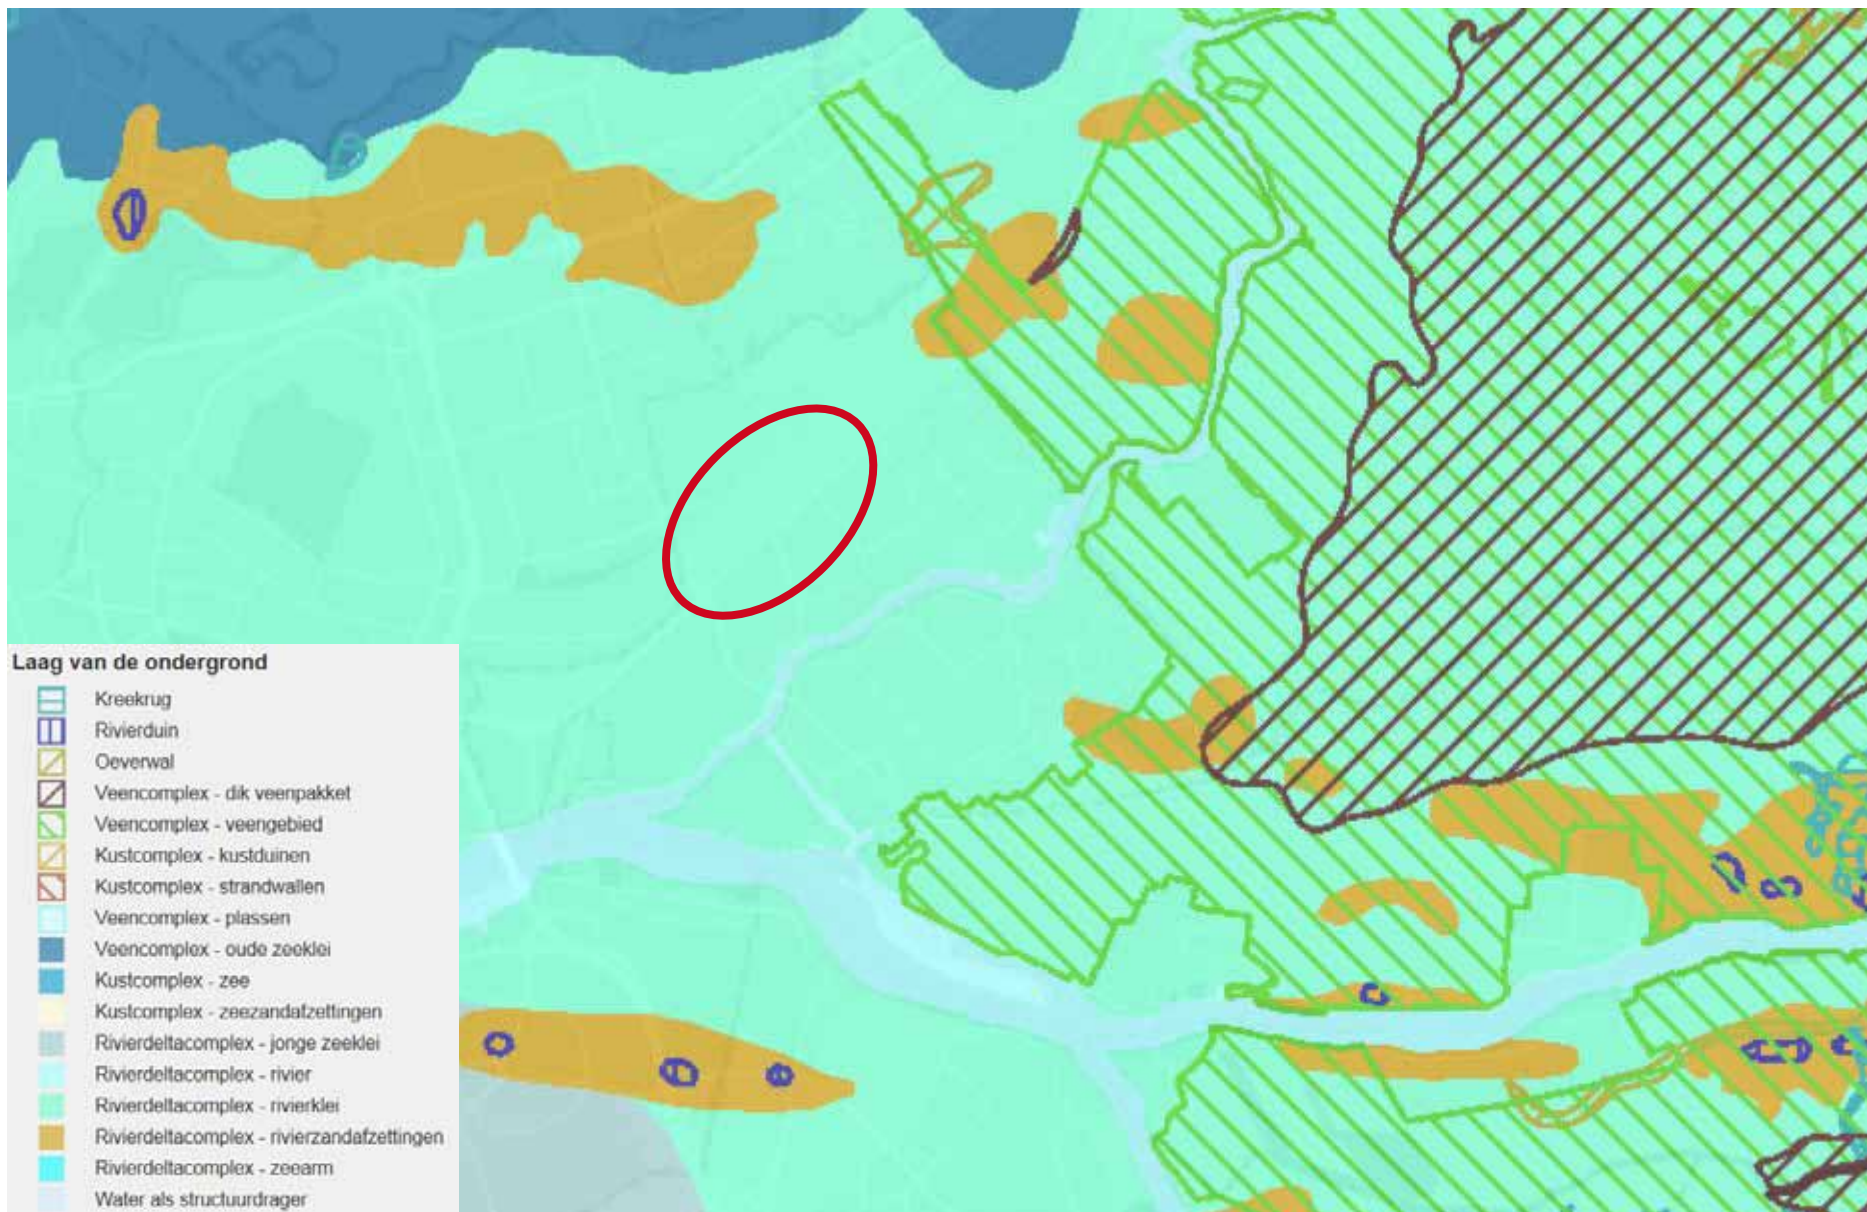 Laag van de ondergrond
Kreekrug
Rivierduin
Oeverwal
Veencomplex - dik veenpakket
Veencomplex - veengebied
Kustcomplex - kustduinen
Kustcomplex - strandwallen
Veencomplex - plassen
Veencomplex - oude zeeklei
Kustcomplex - zee
Kustcomplex - zeezandafzettingen
Rivierdeltacomplex - jonge zeeklei
Rivierdeltacomplex - rivier
Rivierdeltacomplex - rivierklei
Rivierdeltacomplex - rivierzandafzettingen
Rivierdeltacomplex - zeearm
Water als structuurdrager